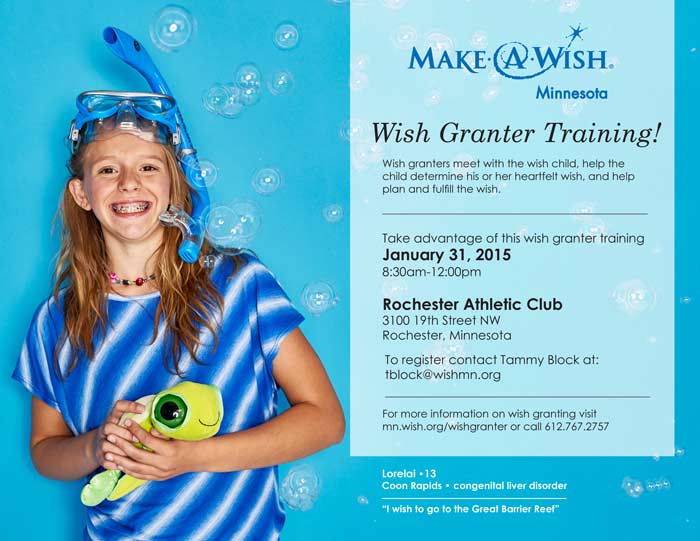 MAKE·A·WISH®
Minnesota
Wish Granter Training!
Wish granters meet with the wish child, help the
child determine his or her heartfelt wish, and help
plan and fulfill the wish.
Take advantage of this wish granter training
January 31, 2015
8:30am-12:00pm
Rochester Athletic Club
3100 19th Street NW
Rochester, Minnesota
To register contact Tammy Block at:
tblock@wishmn.org
For more information on wish granting visit
mn.wish.org/wishgranter or call 612.767.2757
Lorelai •13
Coon Rapids • congenital liver disorder
“I wish to go to the Great Barrier Reef”